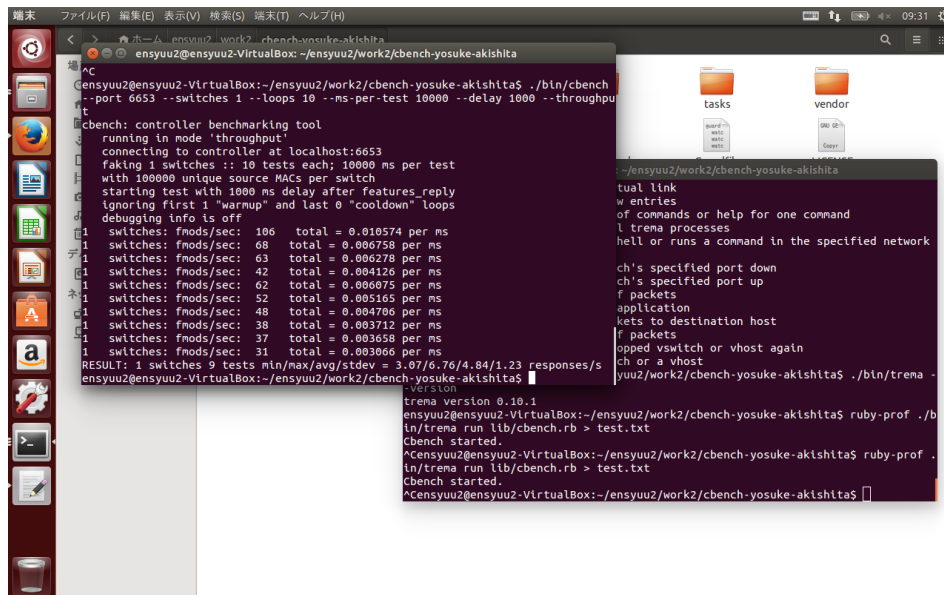 端末 ファイル(F) 編集(E) 表示(V) 検索(S) 端末(T) ヘルプ(H) 09:31
ホーム ensyuu2 work2 cbench-yosuke-akishita
ensyuu2@ensyuu2-VirtualBox: ~/ensyuu2/work2/cbench-yosuke-akishita
^C
ensyuu2@ensyuu2-VirtualBox:~/ensyuu2/work2/cbench-yosuke-akishita$ ./bin/cbench
--port 6653 --switches 1 --loops 10 --ms-per-test 10000 --delay 1000 --throughpu
t
cbench: controller benchmarking tool
running in mode 'throughput'
connecting to controller at localhost:6653
faking 1 switches :: 10 tests each; 10000 ms per test
with 100000 unique source MACs per switch
starting test with 1000 ms delay after features_reply
ignoring first 1 "warmup" and last 0 "cooldown" loops
debugging info is off
1 switches: fmods/sec: 106 total = 0.010574 per ms
1 switches: fmods/sec: 68 total = 0.006758 per ms
1 switches: fmods/sec: 63 total = 0.006278 per ms
1 switches: fmods/sec: 42 total = 0.004126 per ms
1 switches: fmods/sec: 62 total = 0.006075 per ms
1 switches: fmods/sec: 52 total = 0.005165 per ms
1 switches: fmods/sec: 48 total = 0.004706 per ms
1 switches: fmods/sec: 38 total = 0.003712 per ms
1 switches: fmods/sec: 37 total = 0.003658 per ms
1 switches: fmods/sec: 31 total = 0.003066 per ms
RESULT: 1 switches 9 tests min/max/avg/stdev = 3.07/6.76/4.84/1.23 responses/s
ensyuu2@ensyuu2-VirtualBox:~/ensyuu2/work2/cbench-yosuke-akishita$
tasks
vendor
: ~/ensyuu2/work2/cbench-yosuke-akishita
tual link
w entries
of commands or help for one command
l trema processes
hell or runs a command in the specified network
ch's specified port down
ch's specified port up
f packets
application
kets to destination host
f packets
opped vswitch or vhost again
ch or a vhost
yuu2/work2/cbench-yosuke-akishita$ ./bin/trema -
-version
trema version 0.10.1
ensyuu2@ensyuu2-VirtualBox:~/ensyuu2/work2/cbench-yosuke-akishita$ ruby-prof ./b
in/trema run lib/cbench.rb > test.txt
Cbench started.
^Censyuu2@ensyuu2-VirtualBox:~/ensyuu2/work2/cbench-yosuke-akishita$ ruby-prof .
in/trema run lib/cbench.rb > test.txt
Cbench started.
^Censyuu2@ensyuu2-VirtualBox:~/ensyuu2/work2/cbench-yosuke-akishita$